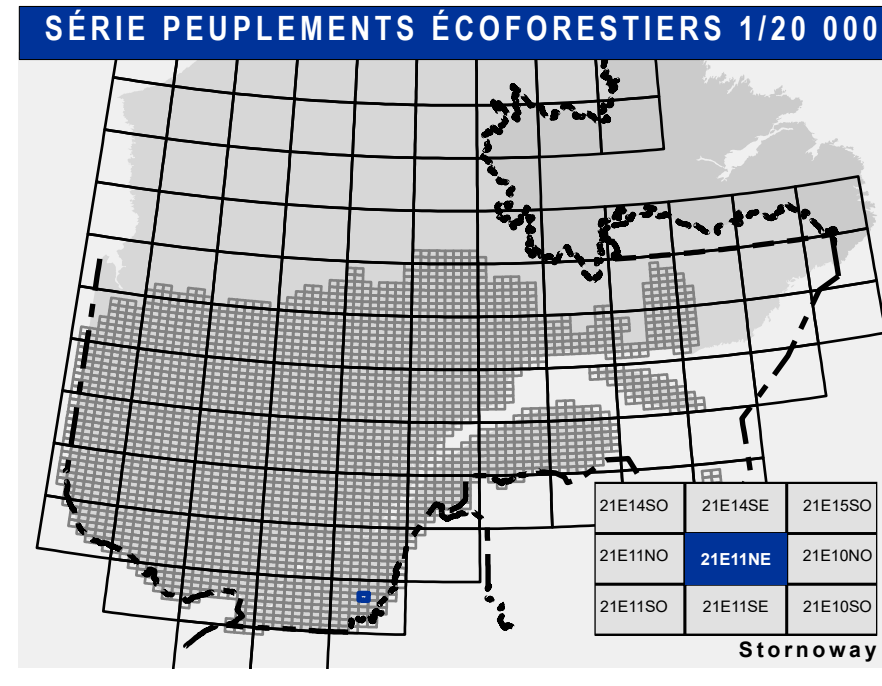 SÉRIE PEUPLEMENTS ÉCOFORESTIERS 1/20 000
21E14SO 21E14SE 21E15SO
21E11NO 21E11NE 21E10NO
21E11SO 21E11SE 21E10SO
Stornoway